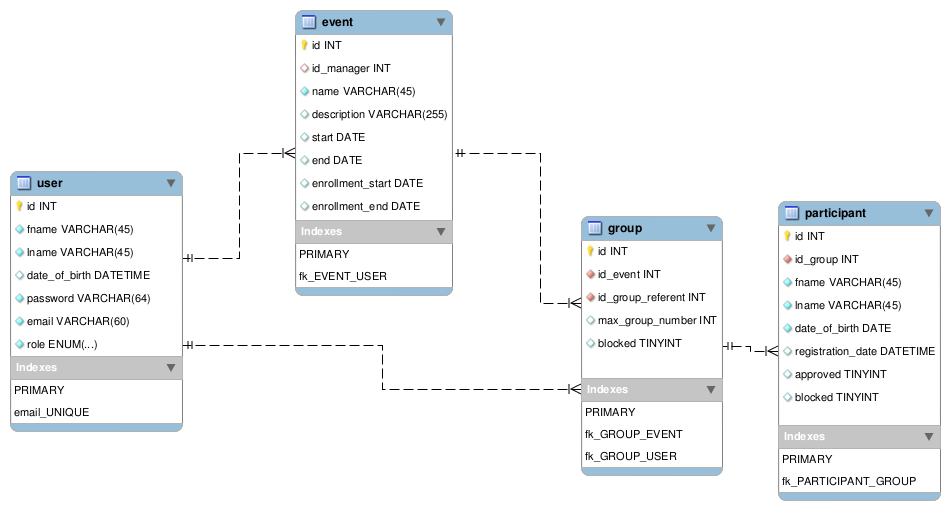 event
id INT
id_manager INT
name VARCHAR(45)
description VARCHAR(255)
start DATE
end DATE
enrollment_start DATE
enrollment_end DATE
Indexes
PRIMARY
fk_EVENT_USER
user
id INT
fname VARCHAR(45)
lname VARCHAR(45)
date_of_birth DATETIME
password VARCHAR(64)
email VARCHAR(60)
role ENUM(...)
Indexes
PRIMARY
email_UNIQUE
group
id INT
id_event INT
id_group_referent INT
max_group_number INT
blocked TINYINT
Indexes
PRIMARY
fk_GROUP_EVENT
fk_GROUP_USER
participant
id INT
id_group INT
fname VARCHAR(45)
lname VARCHAR(45)
date_of_birth DATE
registration_date DATETIME
approved TINYINT
blocked TINYINT
Indexes
PRIMARY
fk_PARTICIPANT_GROUP